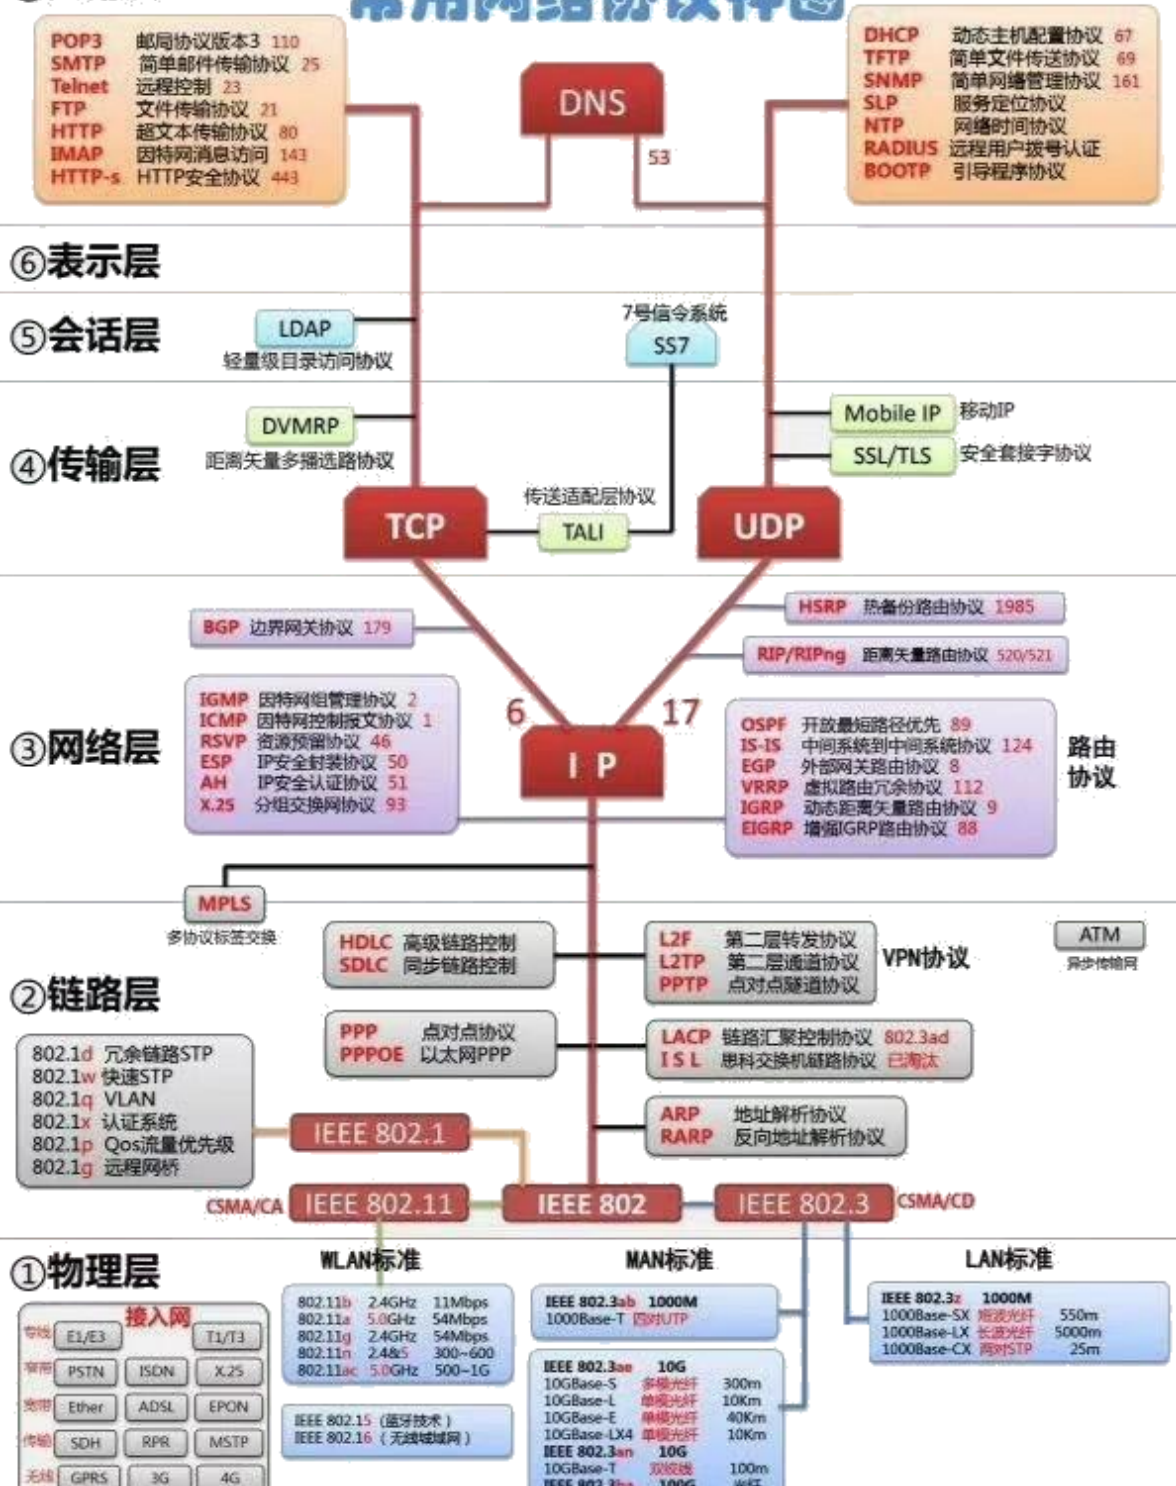 常用网络协议祥图
POP3 邮局协议版本3 110
SMTP 简单邮件传输协议 25
Telnet 远程控制 23
FTP 文件传输协议 21
HTTP 超文本传输协议 80
IMAP 因特网消息访问 143
HTTP-s HTTP安全协议 443
DNS
53
DHCP 动态主机配置协议 67
TFTP 简单文件传送协议 69
SNMP 简单网络管理协议 161
SLP 服务定位协议
NTP 网络时间协议
RADIUS 远程用户拨号认证
BOOTP 引导程序协议
⑥表示层
⑤会话层
LDAP
轻量级目录访问协议
7号信令系统
SS7
④传输层
DVMRP
距离矢量多播选路协议
Mobile IP 移动IP
SSL/TLS 安全套接字协议
TCP
传送适配层协议
TALI
UDP
③网络层
BGP 边界网关协议 179
HSRP 热备份路由协议 1985
RIP/RIPng 距离矢量路由协议 520/521
6
17
IP
IGMP 因特网组管理协议 2
ICMP 因特网控制报文协议 1
RSVP 资源预留协议 46
ESP IP安全封装协议 50
AH IP安全认证协议 51
X.25 分组交换网协议 93
OSPF 开放最短路径优先 89
IS-IS 中间系统到中间系统协议 124
EGP 外部网关路由协议 8
VRRP 虚拟路由冗余协议 112
IGRP 动态距离矢量路由协议 9
EIGRP 增强IGRP路由协议 88
路由
协议
MPLS
多协议标签交换
②链路层
HDLC 高级链路控制
SDLC 同步链路控制
L2F 第二层转发协议
L2TP 第二层通道协议
PPTP 点对点隧道协议
VPN协议
ATM
异步传输网
PPP 点对点协议
PPPOE 以太网PPP
LACP 链路汇聚控制协议 802.3ad
ISL 思科交换机链路协议 已淘汰
ARP 地址解析协议
RARP 反向地址解析协议
802.1d 冗余链路STP
802.1w 快速STP
802.1q VLAN
802.1x 认证系统
802.1p Qos流量优先级
802.1g 远程网桥
IEEE 802.1
CSMA/CA
IEEE 802.11
IEEE 802
IEEE 802.3
CSMA/CD
①物理层
WLAN标准
MAN标准
LAN标准
接入网
专线 E1/E3 T1/T3
窄带 PSTN ISDN X.25
宽带 Ether ADSL EPON
传输 SDH RPR MSTP
无线 GPRS 3G 4G
802.11b 2.4GHz 11Mbps
802.11a 5.0GHz 54Mbps
802.11g 2.4GHz 54Mbps
802.11n 2.4&5 300~600
802.11ac 5.0GHz 500~1G
IEEE 802.15（蓝牙技术）
IEEE 802.16（无线城域网）
IEEE 802.3ab 1000M
1000Base-T 四对UTP
IEEE 802.3ae 10G
10GBase-S 多模光纤 300m
10GBase-L 单模光纤 10Km
10GBase-E 单模光纤 40Km
10GBase-LX4 单模光纤 10Km
IEEE 802.3an 10G
10GBase-T 双绞线 100m
IEEE 802.3ba 100G 光纤
IEEE 802.3z 1000M
1000Base-SX 短波光纤 550m
1000Base-LX 长波光纤 5000m
1000Base-CX 两对STP 25m